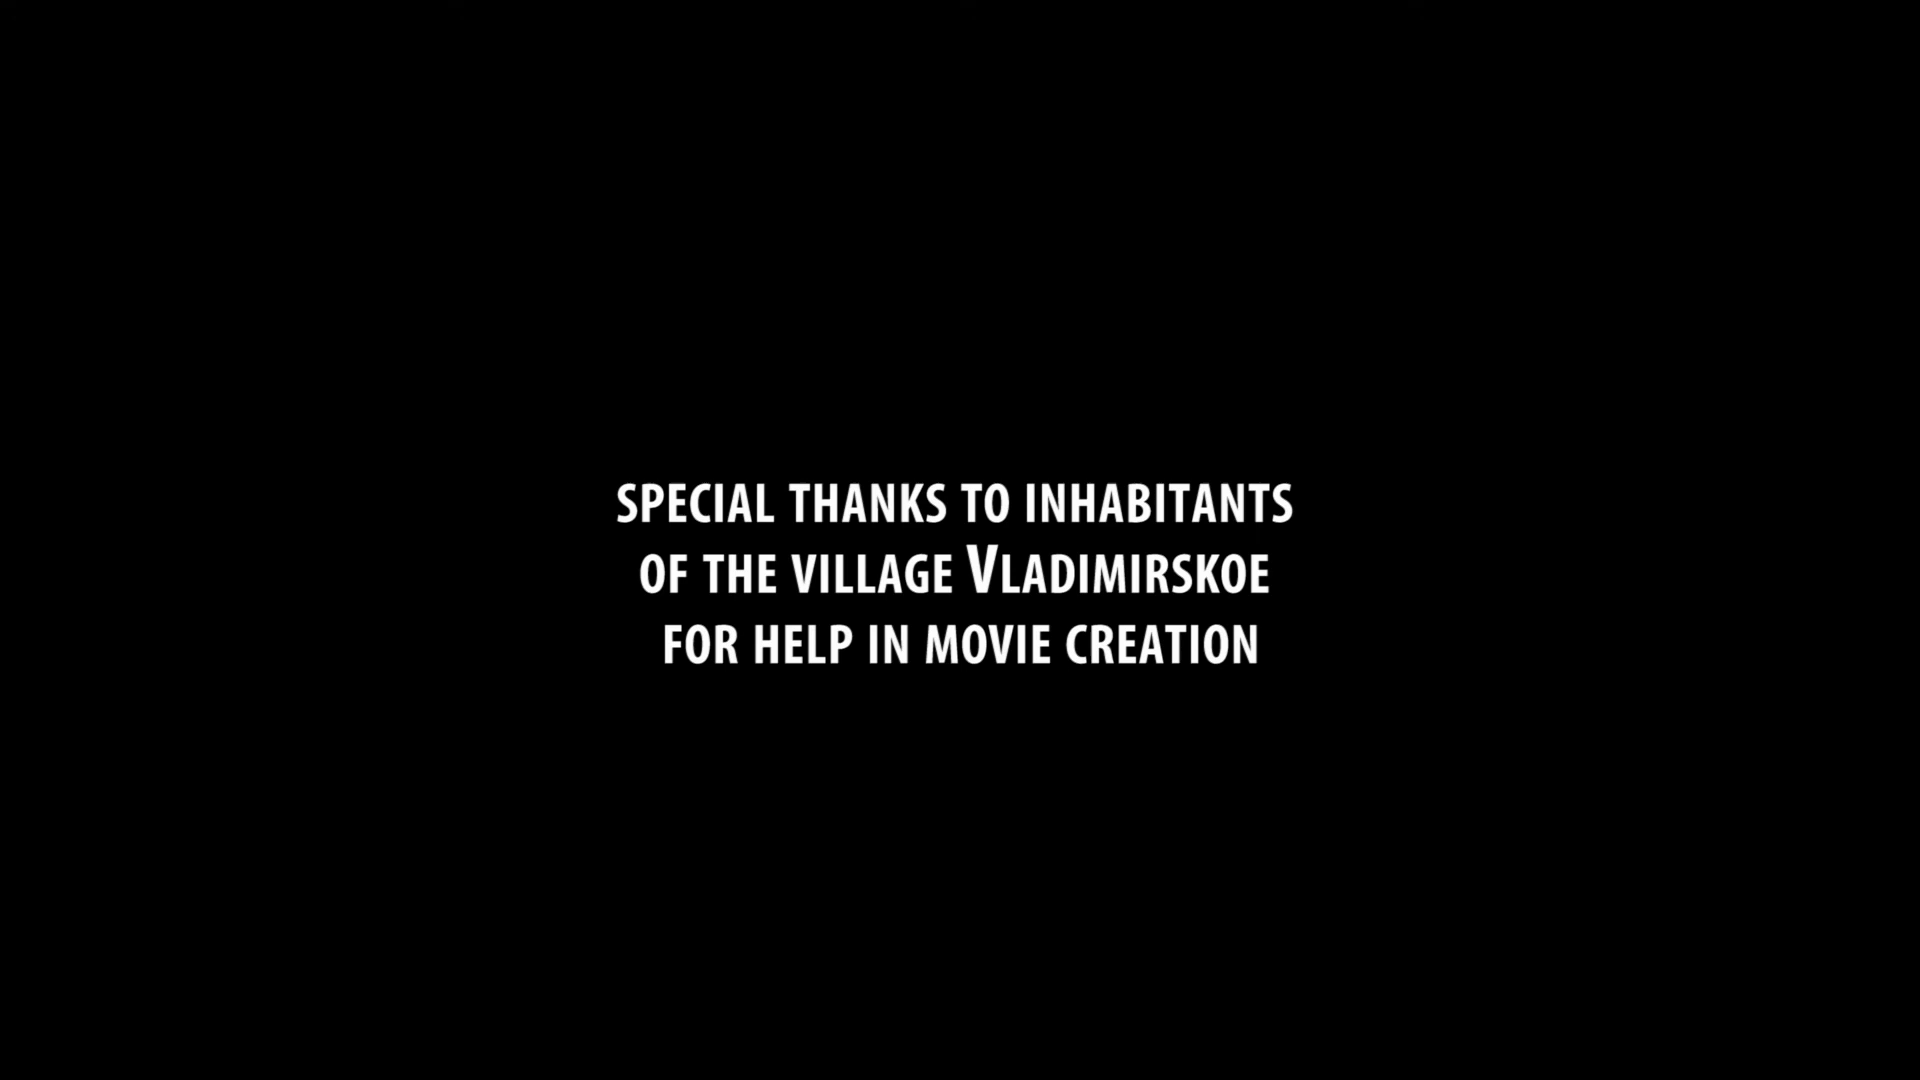 SPECIAL THANKS TO INHABITANTS
OF THE VILLAGE VLADIMIRSKOE
FOR HELP IN MOVIE CREATION